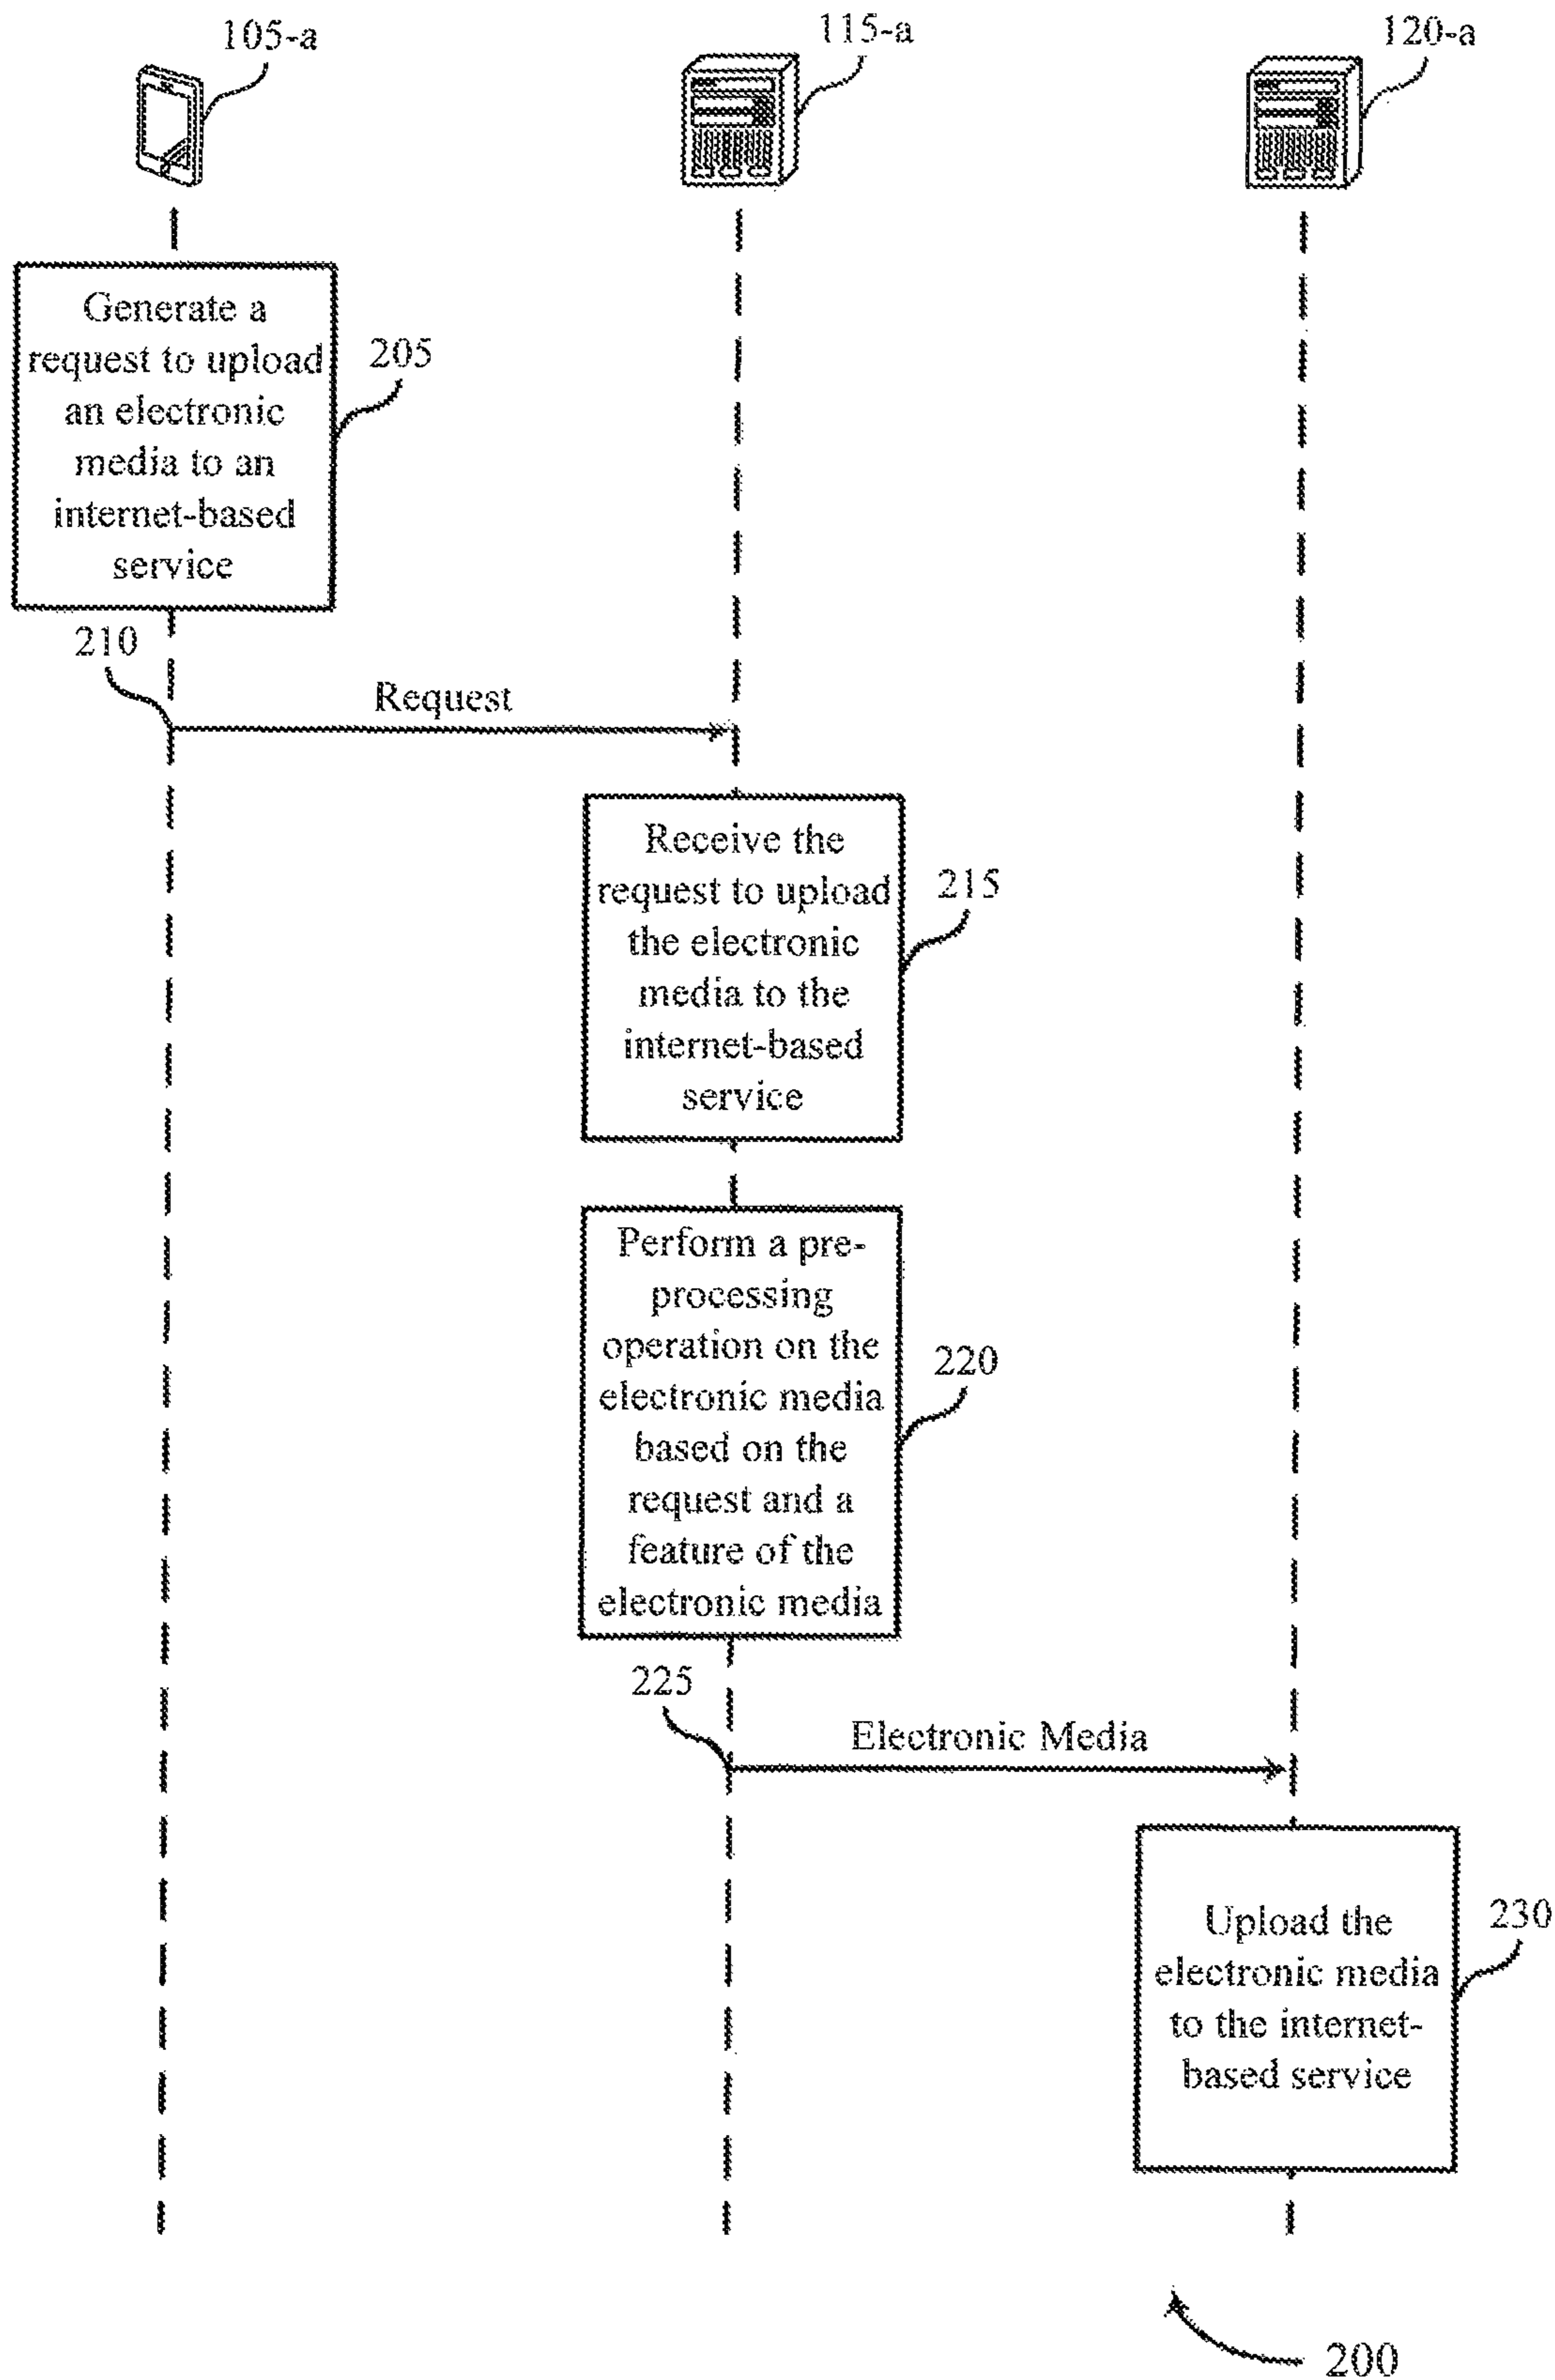 105-a
115-a
120-a
Generate a
request to upload
an electronic
media to an
internet-based
service
205
210
Request
Receive the
request to upload
the electronic
media to the
internet-based
service
215
Perform a pre-
processing
operation on the
electronic media
based on the
request and a
feature of the
electronic media
220
225
Electronic Media
Upload the
electronic media
to the internet-
based service
230
200